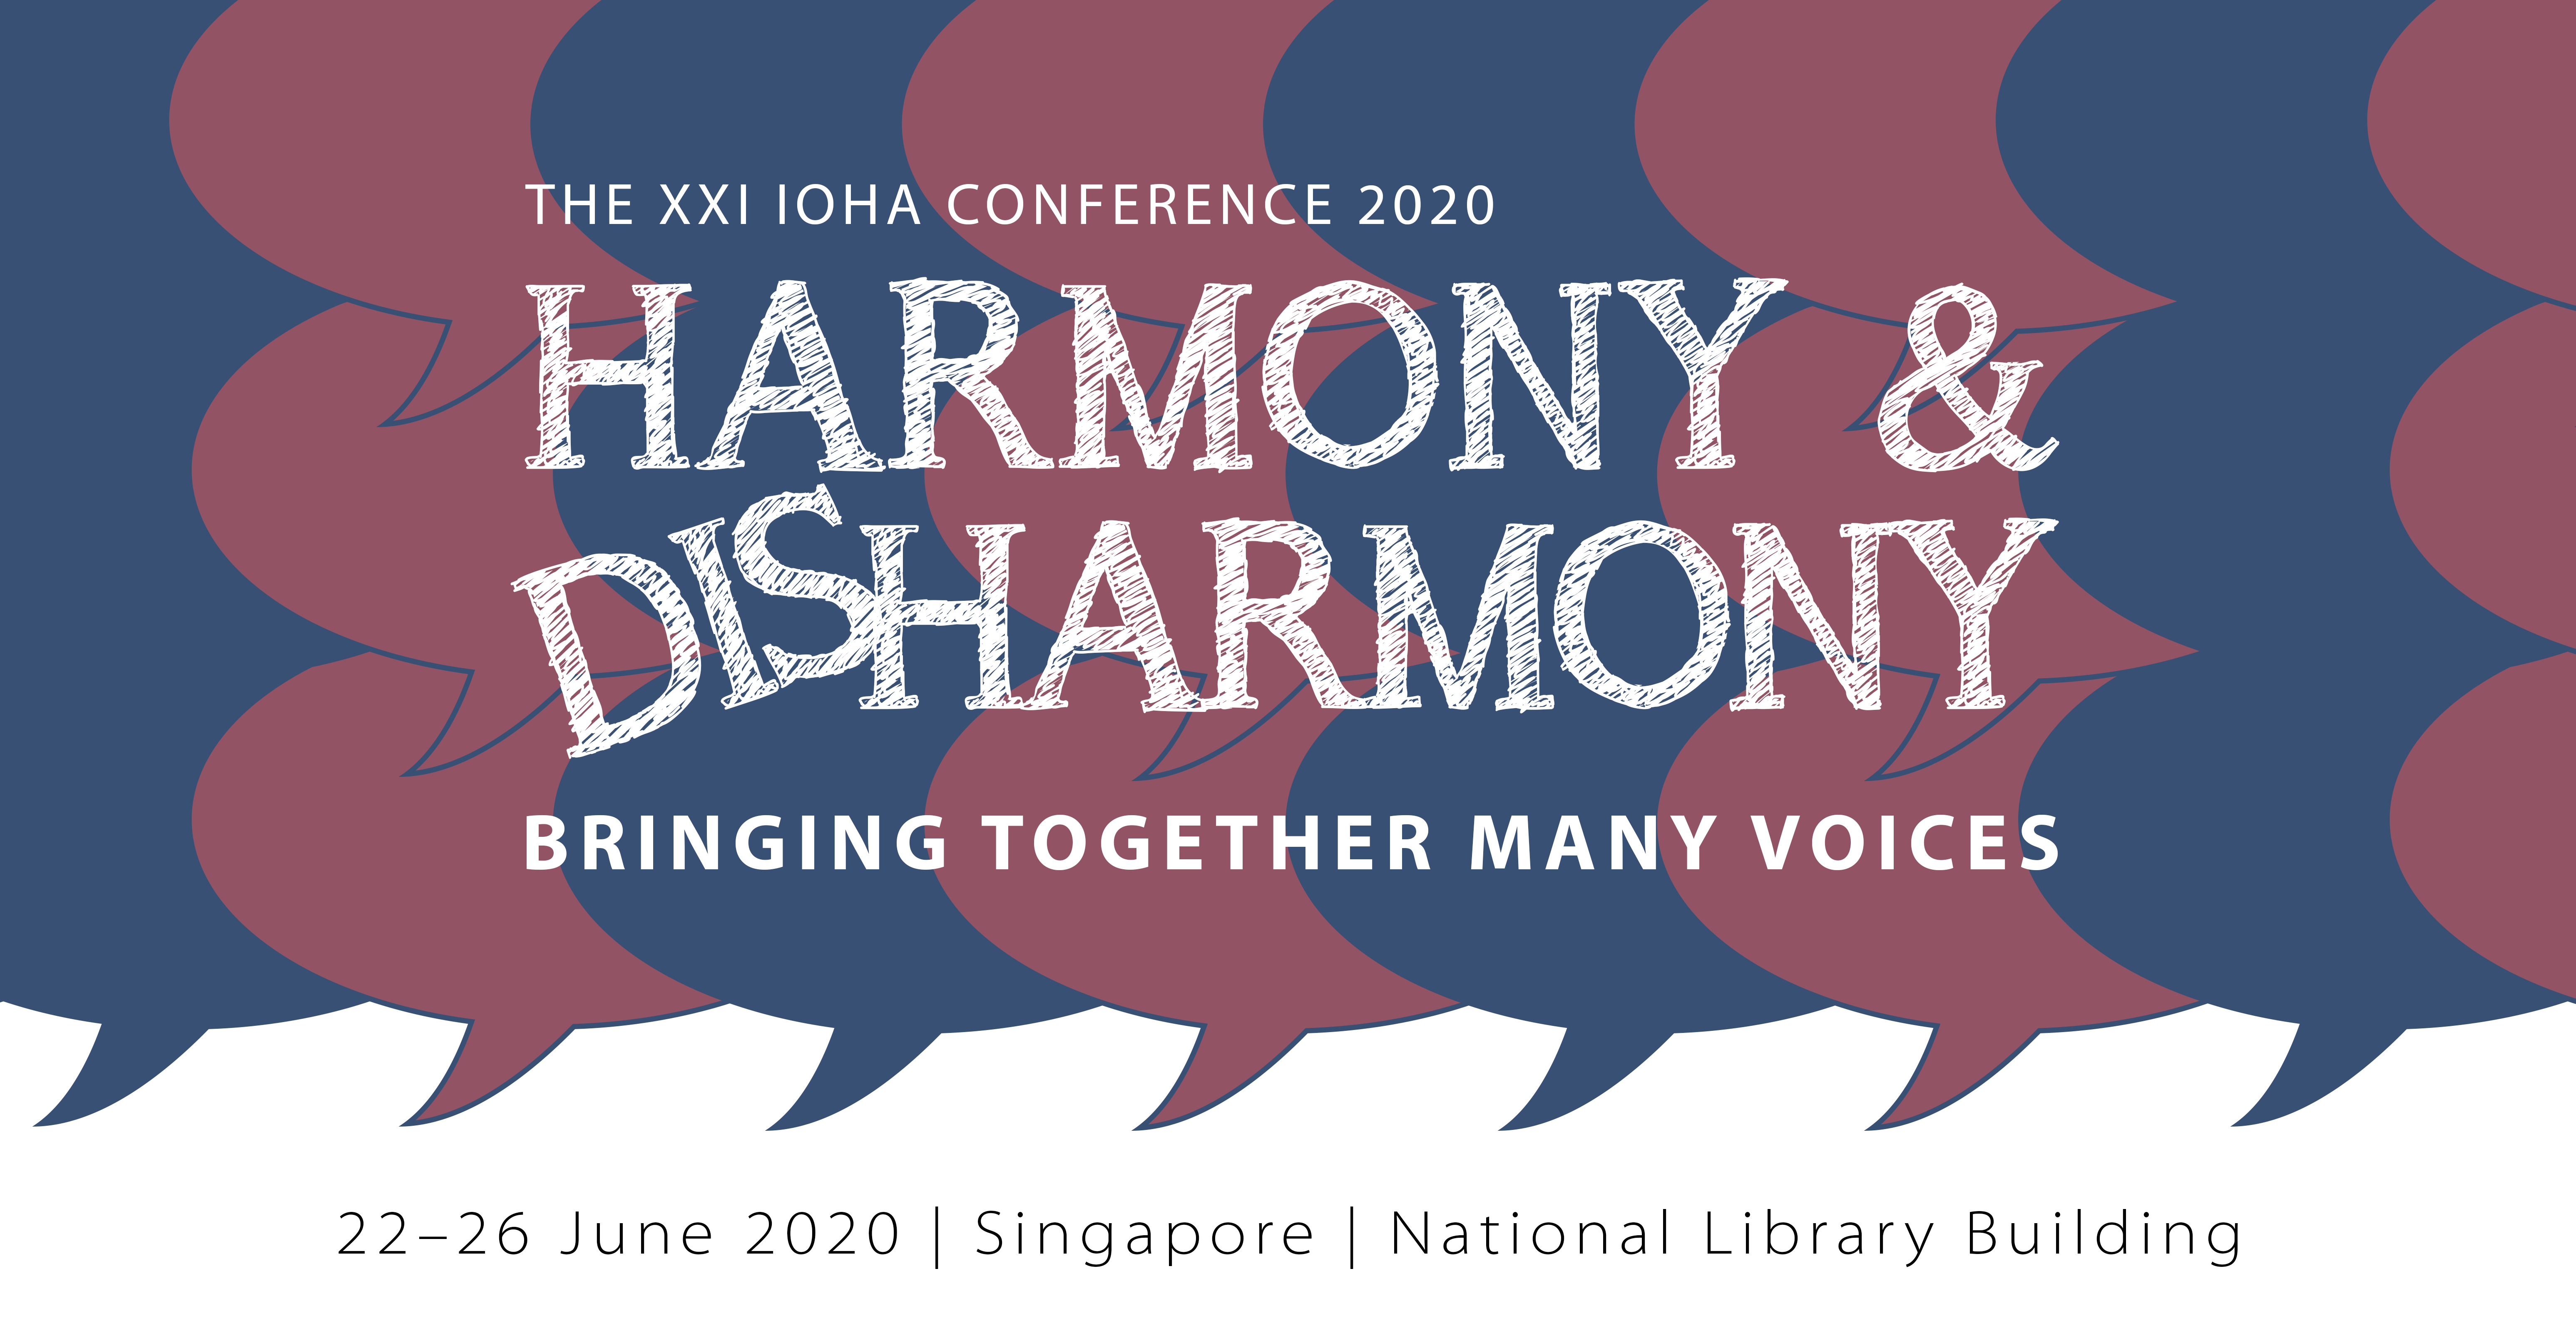 THE XXI IOHA CONFERENCE 2020
HARMONY &
DISHARMONY
BRINGING TOGETHER MANY VOICES
22–26 June 2020 | Singapore | National Library Building